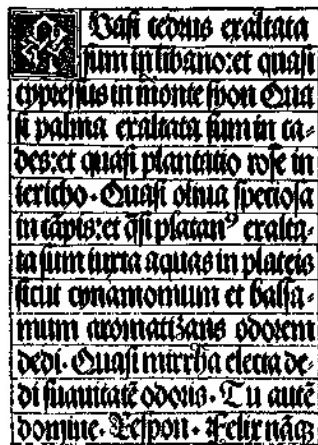 Quasi cedrus exaltata
sum in libano: et quasi
cypressus in monte syon Qua
si palma exaltata sum in ca-
des: et quasi plantatio rose in
iericho. Quasi oliua speciosa
in cāpis: et q̄si platanꝰ exalta-
ta sum iuxta aquas in plateis
sicut cynamomum et balsa-
mum aromatizans odorem
dedi. Quasi mirrha electa de-
di suauitatē odoris. Tu autē
domine. Respon. Felix nāqꝫ